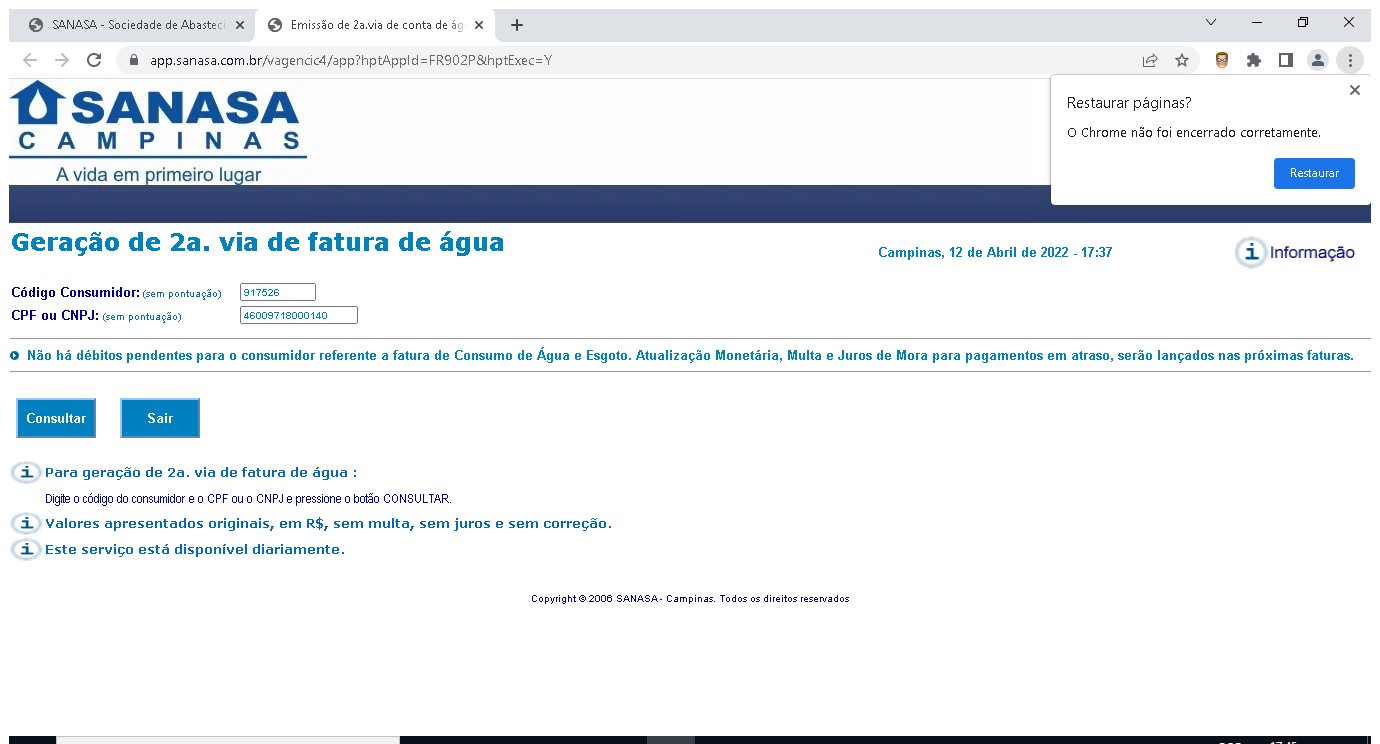 SANASA - Sociedade de Abasteci
Emissão de 2a.via de conta de ág
app.sanasa.com.br/vagencic4/app?hptAppId=FR902P&hptExec=Y
SANASA
CAMPINAS
A vida em primeiro lugar
Restaurar páginas?
O Chrome não foi encerrado corretamente.
Restaurar
Geração de 2a. via de fatura de água
Campinas, 12 de Abril de 2022 - 17:37
Informação
Código Consumidor: (sem pontuação) 917526
CPF ou CNPJ: (sem pontuação) 46009718000140
Não há débitos pendentes para o consumidor referente a fatura de Consumo de Água e Esgoto. Atualização Monetária, Multa e Juros de Mora para pagamentos em atraso, serão lançados nas próximas faturas.
Consultar Sair
Para geração de 2a. via de fatura de água :
Digite o código do consumidor e o CPF ou o CNPJ e pressione o botão CONSULTAR.
Valores apresentados originais, em R$, sem multa, sem juros e sem correção.
Este serviço está disponível diariamente.
Copyright © 2006 SANASA - Campinas. Todos os direitos reservados